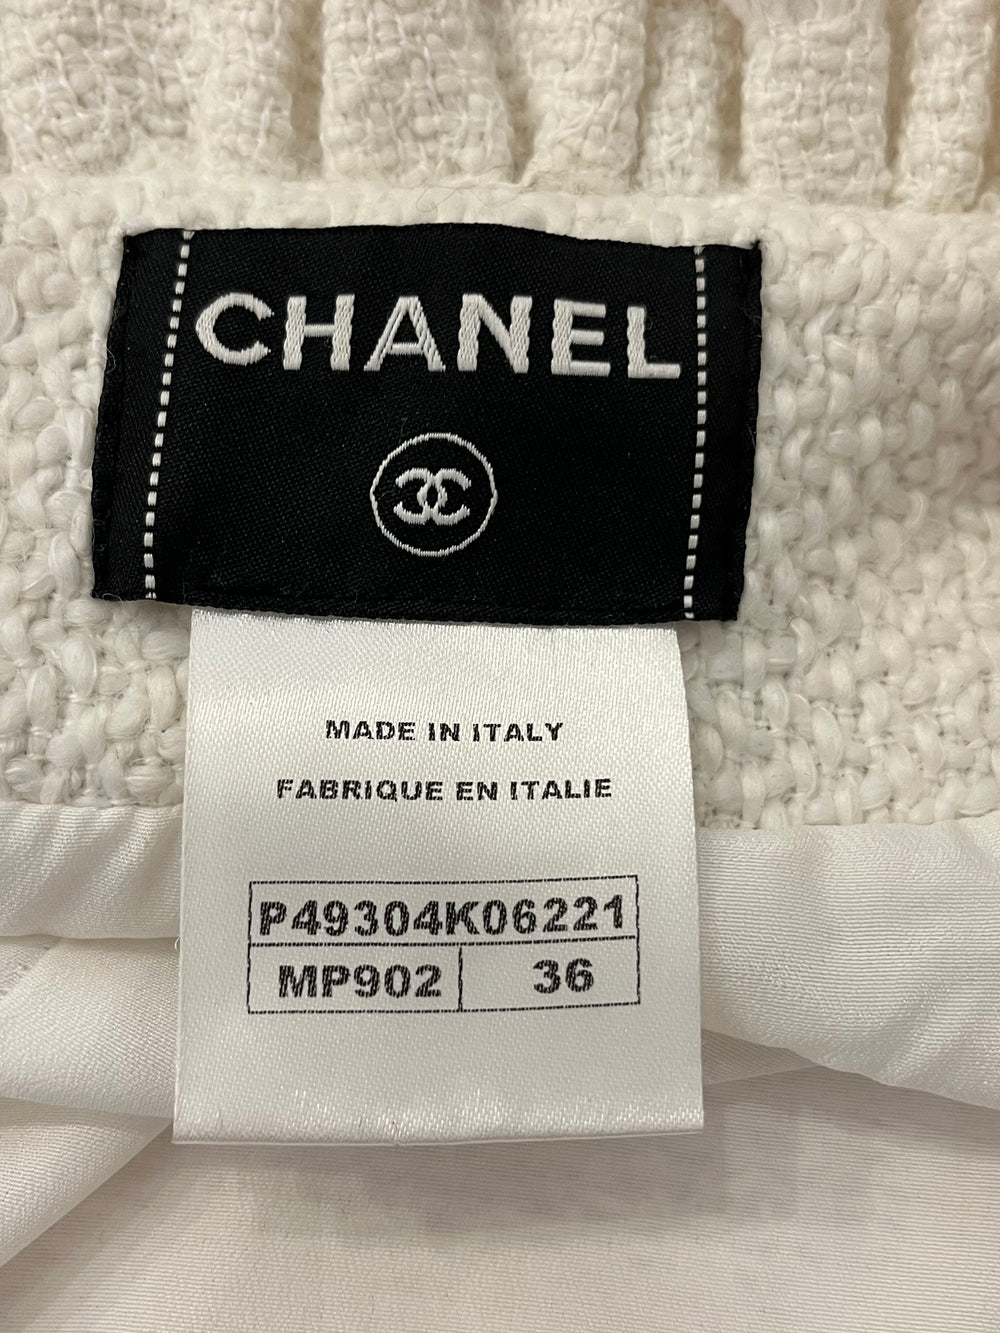 CHANEL
MADE IN ITALY
FABRIQUE EN ITALIE
P49304K06221
MP902 36